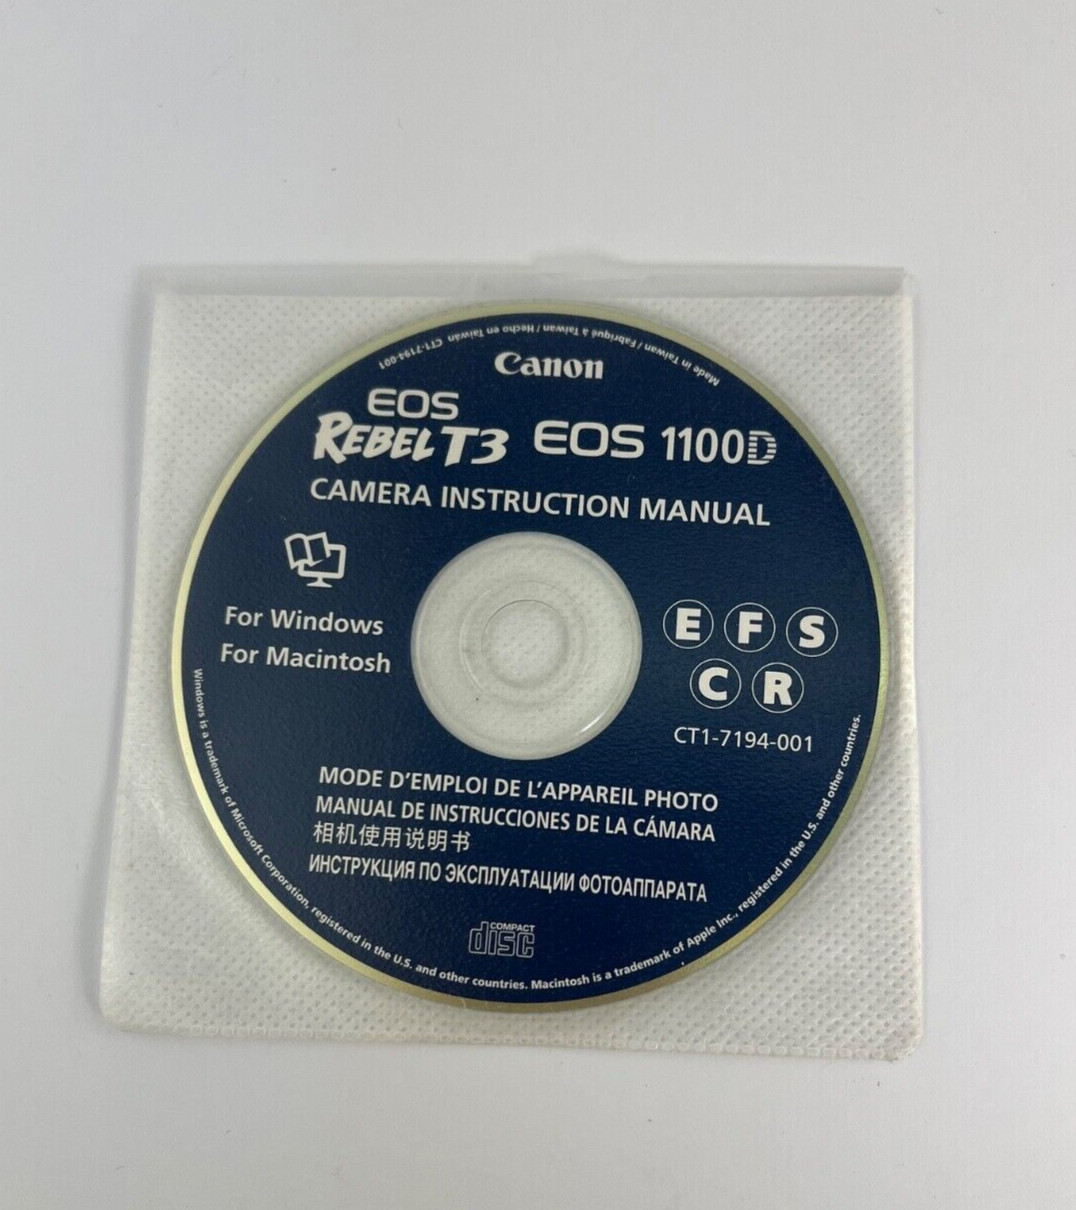 Made in Taiwan / Fabriqué à Taiwan / Hecho en Taiwán CT1-7194-001
Canon
EOS
REBEL T3 EOS 1100D
CAMERA INSTRUCTION MANUAL
For Windows
For Macintosh
E F S
C R
CT1-7194-001
MODE D'EMPLOI DE L'APPAREIL PHOTO
MANUAL DE INSTRUCCIONES DE LA CÁMARA
相机使用说明书
ИНСТРУКЦИЯ ПО ЭКСПЛУАТАЦИИ ФОТОАППАРАТА
COMPACT
disc
Windows is a trademark of Microsoft Corporation, registered in the U.S. and other countries. Macintosh is a trademark of Apple Inc., registered in the U.S. and other countries.